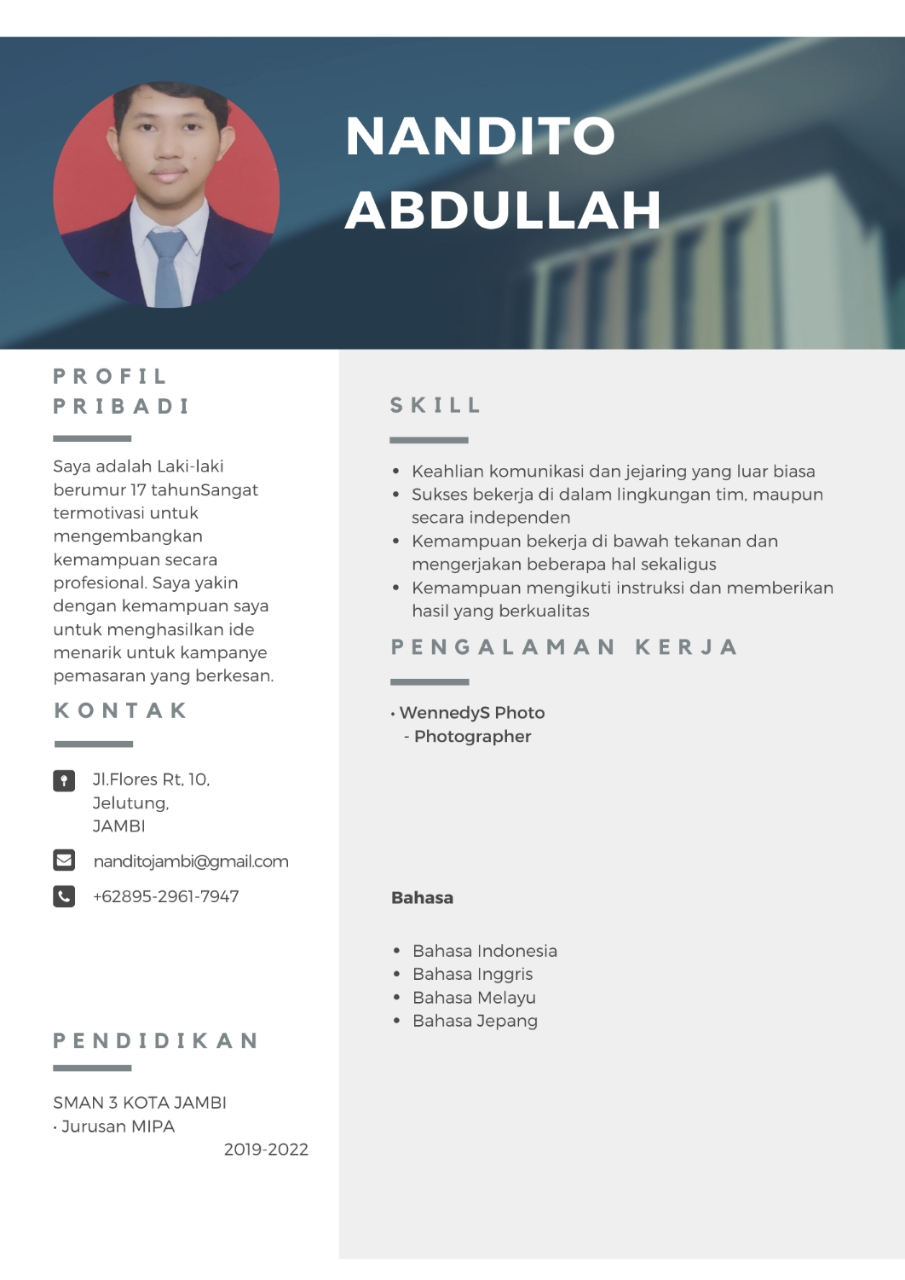 NANDITO
ABDULLAH
PROFIL
PRIBADI
Saya adalah Laki-laki
berumur 17 tahunSangat
termotivasi untuk
mengembangkan
kemampuan secara
profesional. Saya yakin
dengan kemampuan saya
untuk menghasilkan ide
menarik untuk kampanye
pemasaran yang berkesan.
KONTAK
Jl.Flores Rt, 10,
Jelutung,
JAMBI
nanditojambi@gmail.com
+62895-2961-7947
PENDIDIKAN
SMAN 3 KOTA JAMBI
• Jurusan MIPA
2019-2022
SKILL
• Keahlian komunikasi dan jejaring yang luar biasa
• Sukses bekerja di dalam lingkungan tim, maupun
secara independen
• Kemampuan bekerja di bawah tekanan dan
mengerjakan beberapa hal sekaligus
• Kemampuan mengikuti instruksi dan memberikan
hasil yang berkualitas
PENGALAMAN KERJA
• WennedyS Photo
- Photographer
Bahasa
• Bahasa Indonesia
• Bahasa Inggris
• Bahasa Melayu
• Bahasa Jepang